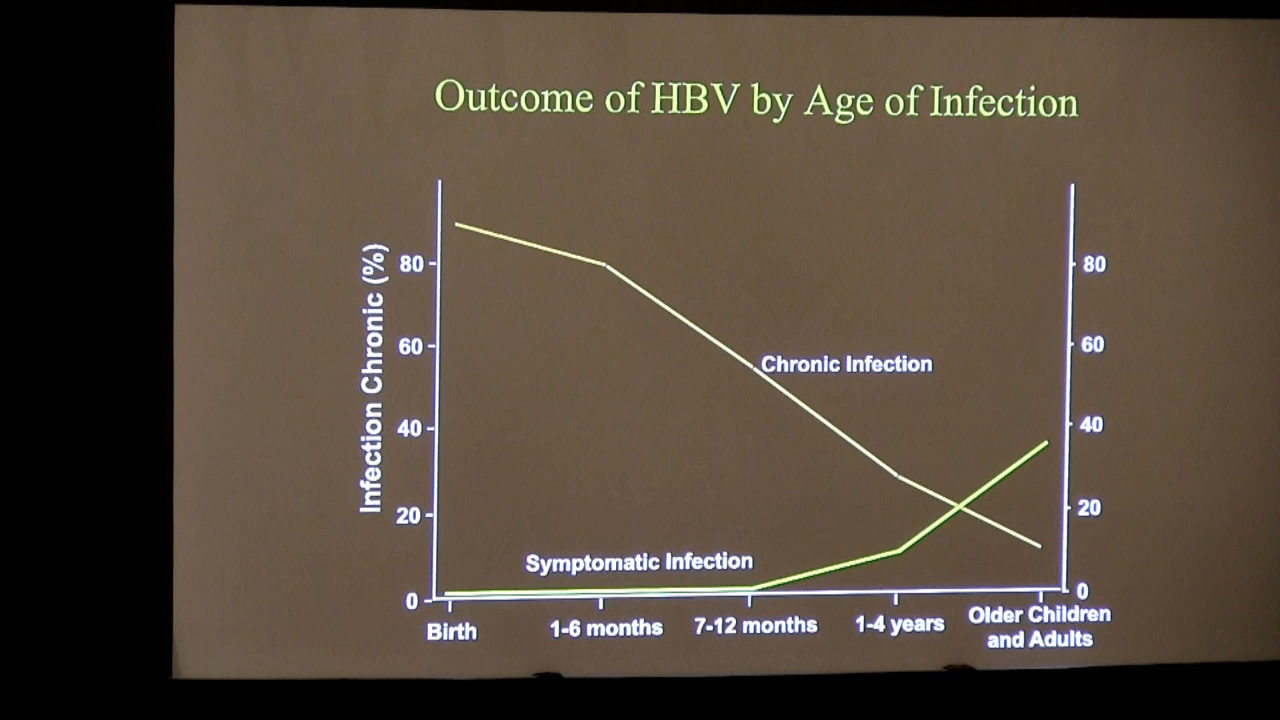 Outcome of HBV by Age of Infection
Infection Chronic (%)
80
60
40
20
0
Chronic Infection
Symptomatic Infection
80
60
40
20
0
Birth
1-6 months
7-12 months
1-4 years
Older Children
and Adults